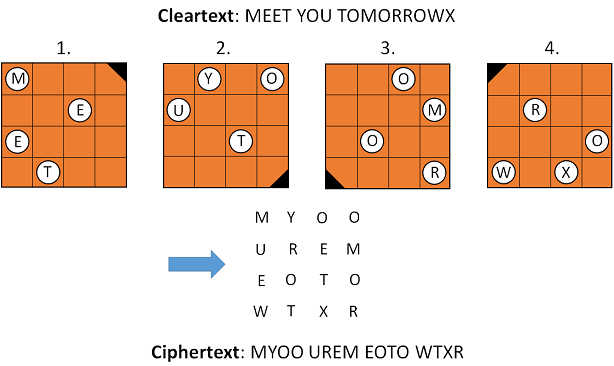 Cleartext: MEET YOU TOMORROWX
1. 2. 3. 4.
M Y O O
E U M R
E T O O
T R W X
M Y O O
U R E M
E O T O
W T X R
Ciphertext: MYOO UREM EOTO WTXR